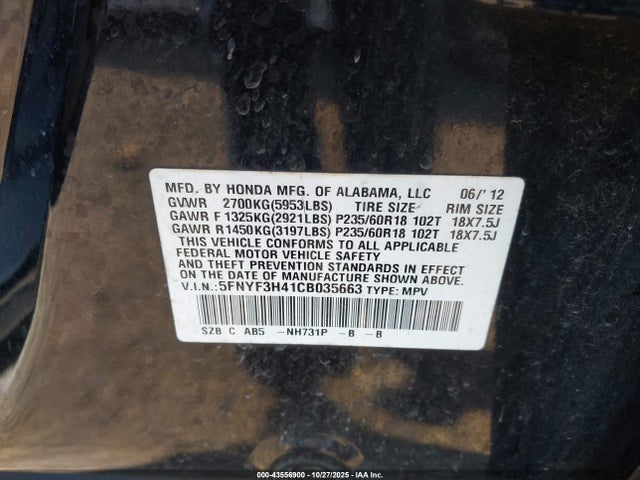 MFD. BY HONDA MFG. OF ALABAMA, LLC 06/'12
GVWR 2700KG(5953LBS) TIRE SIZE RIM SIZE
GAWR F 1325KG(2921LBS) P235/60R18 102T 18X7.5J
GAWR R 1450KG(3197LBS) P235/60R18 102T 18X7.5J
THIS VEHICLE CONFORMS TO ALL APPLICABLE
FEDERAL MOTOR VEHICLE SAFETY
AND THEFT PREVENTION STANDARDS IN EFFECT
ON THE DATE OF MANUFACTURE SHOWN ABOVE.
V.I.N.: 5FNYF3H41CB035663 TYPE: MPV
SZB C AB5 -NH731P -B -B
000-43556900 - 10/27/2025 - IAA Inc.